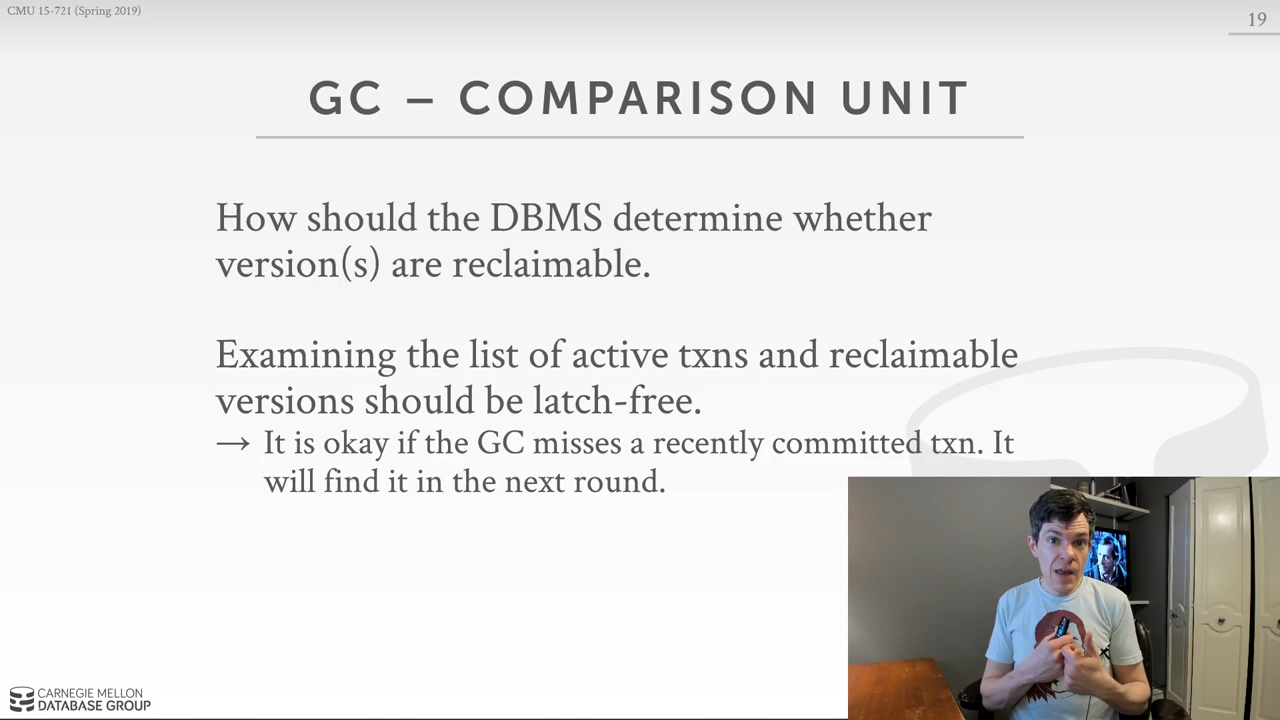 CMU 15-721 (Spring 2019)
19
GC – COMPARISON UNIT
How should the DBMS determine whether
version(s) are reclaimable.
Examining the list of active txns and reclaimable
versions should be latch-free.
→ It is okay if the GC misses a recently committed txn. It
will find it in the next round.
CARNEGIE MELLON
DATABASE GROUP